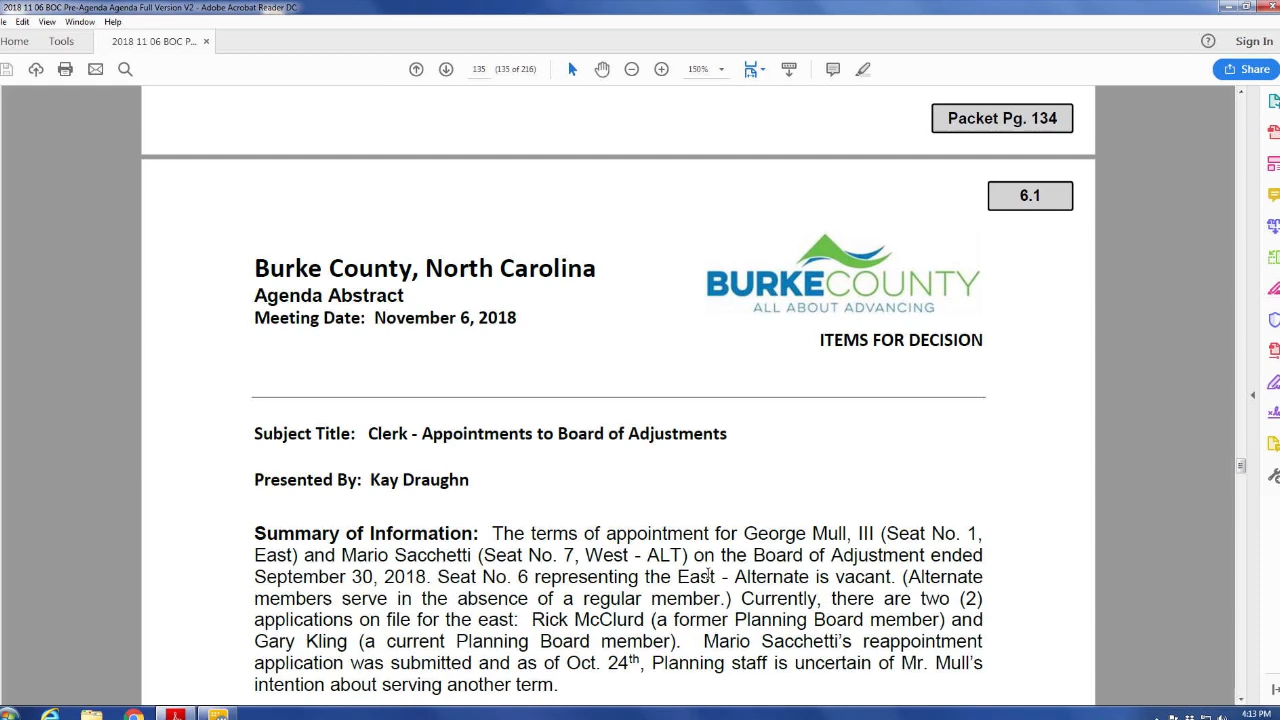 2018 11 06 BOC Pre-Agenda Agenda Full Version V2 - Adobe Acrobat Reader DC
Edit View Window Help
Home Tools 2018 11 06 BOC P... × Sign In
135 (135 of 216) 150% Share
Packet Pg. 134
6.1
Burke County, North Carolina
Agenda Abstract
Meeting Date: November 6, 2018
BURKECOUNTY
ALL ABOUT ADVANCING
ITEMS FOR DECISION
Subject Title: Clerk - Appointments to Board of Adjustments
Presented By: Kay Draughn
Summary of Information: The terms of appointment for George Mull, III (Seat No. 1,
East) and Mario Sacchetti (Seat No. 7, West - ALT) on the Board of Adjustment ended
September 30, 2018. Seat No. 6 representing the East - Alternate is vacant. (Alternate
members serve in the absence of a regular member.) Currently, there are two (2)
applications on file for the east: Rick McClurd (a former Planning Board member) and
Gary Kling (a current Planning Board member). Mario Sacchetti's reappointment
application was submitted and as of Oct. 24th, Planning staff is uncertain of Mr. Mull's
intention about serving another term.
4:13 PM